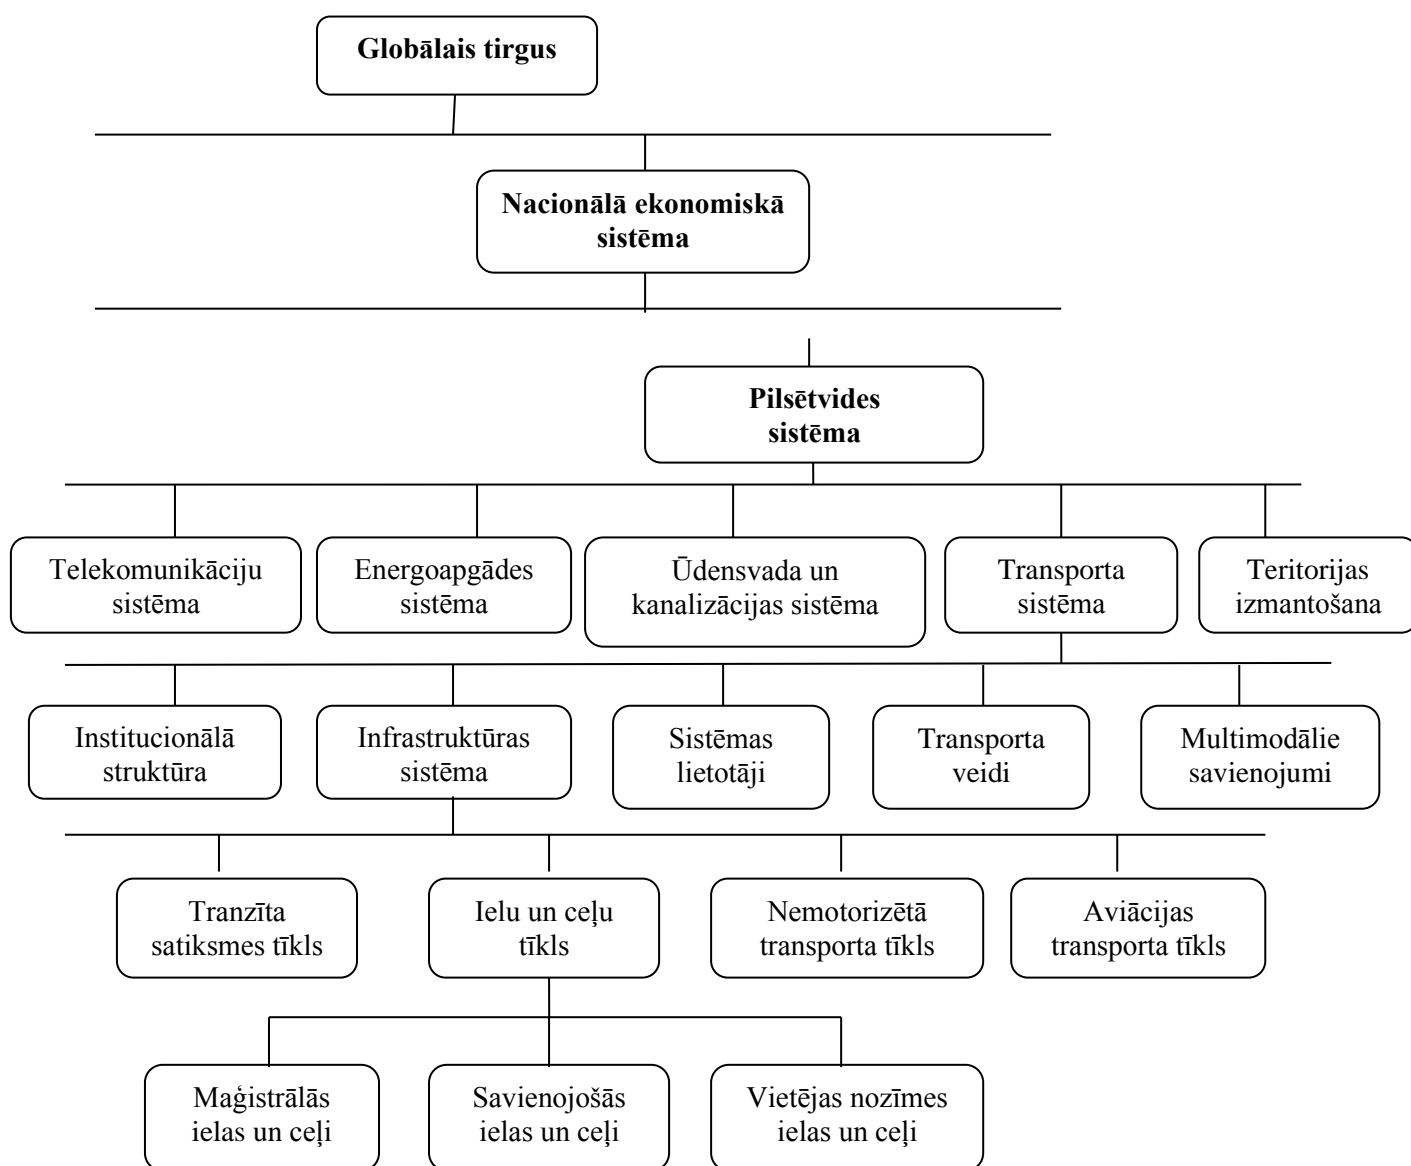 Globālais tirgus
Nacionālā ekonomiskā
sistēma
Pilsētvides
sistēma
Telekomunikāciju
sistēma
Energoapgādes
sistēma
Ūdensvada un
kanalizācijas sistēma
Transporta
sistēma
Teritorijas
izmantošana
Institucionālā
struktūra
Infrastruktūras
sistēma
Sistēmas
lietotāji
Transporta
veidi
Multimodālie
savienojumi
Tranzīta
satiksmes tīkls
Ielu un ceļu
tīkls
Nemotorizētā
transporta tīkls
Aviācijas
transporta tīkls
Maģistrālās
ielas un ceļi
Savienojošās
ielas un ceļi
Vietējas nozīmes
ielas un ceļi